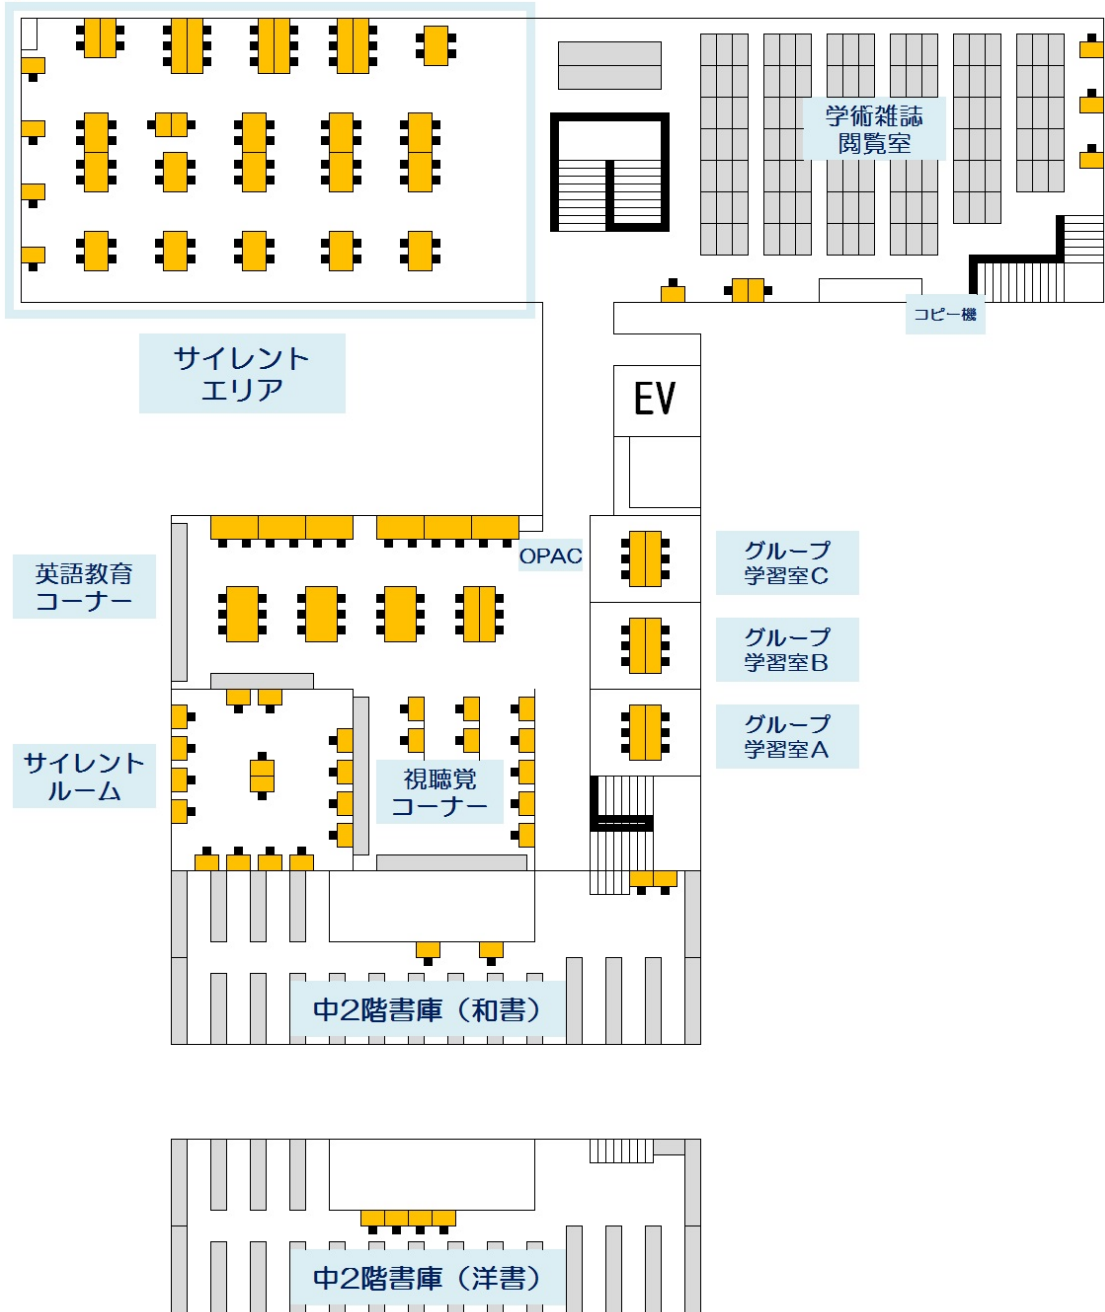 学術雑誌
閲覧室
コピー機
サイレント
エリア
EV
OPAC
英語教育
コーナー
グループ
学習室C
グループ
学習室B
グループ
学習室A
サイレント
ルーム
視聴覚
コーナー
中2階書庫（和書）
中2階書庫（洋書）